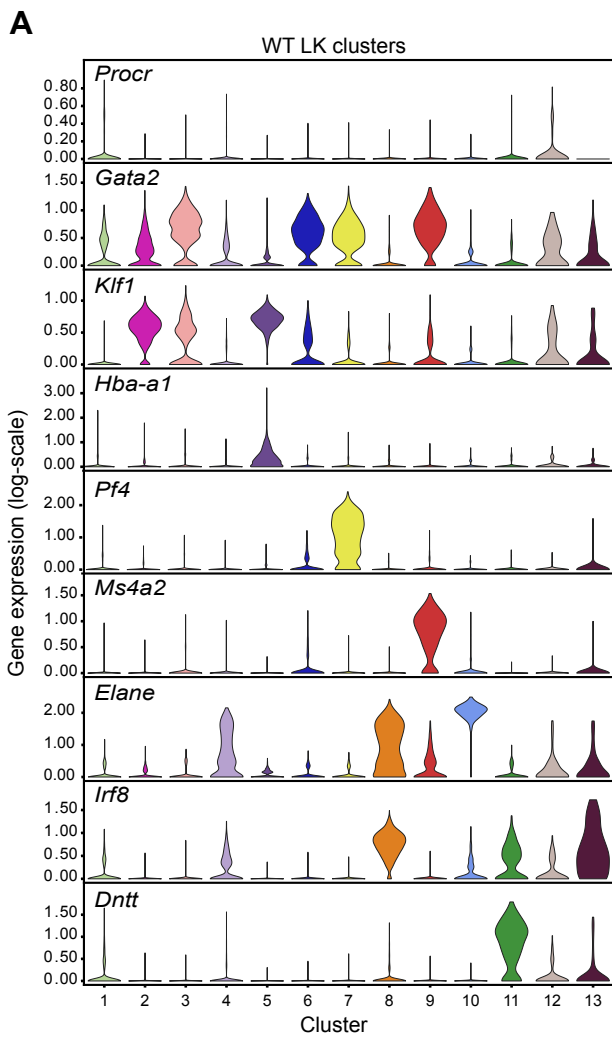 A
WT LK clusters
Gene expression (log-scale)
Procr
0.80
0.60
0.40
0.20
0.00
Gata2
1.50
1.00
0.50
0.00
Klf1
1.00
0.50
0.00
Hba-a1
3.00
2.00
1.00
0.00
Pf4
2.00
1.00
0.00
Ms4a2
1.50
1.00
0.50
0.00
Elane
2.00
1.00
0.00
Irf8
1.50
1.00
0.50
0.00
Dntt
1.50
1.00
0.50
0.00
1 2 3 4 5 6 7 8 9 10 11 12 13
Cluster